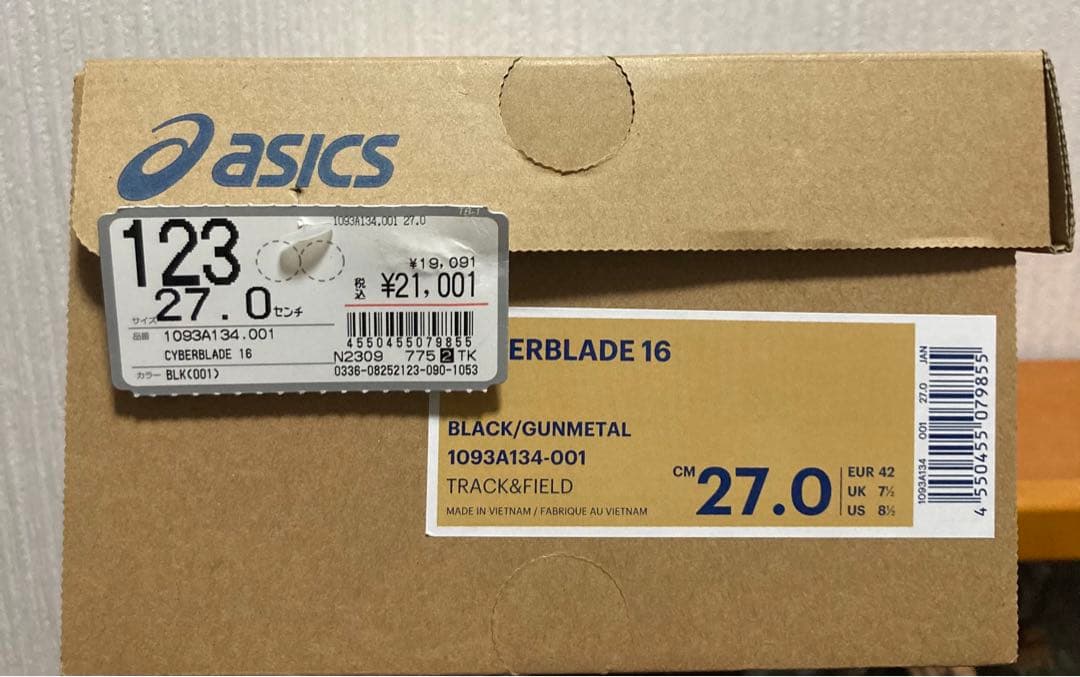 asics
1093A134.001 27.0
123
¥19,091
税込 ¥21,001
サイズ 27.0センチ
品番 1093A134.001
CYBERBLADE 16
カラー BLK(001)
4550455079855
N2309 775 2 TK
0336-08252123-090-1053
ERBLADE 16
BLACK/GUNMETAL
1093A134-001
TRACK&FIELD
MADE IN VIETNAM / FABRIQUE AU VIETNAM
CM 27.0
EUR 42
UK 7½
US 8½
1093A134 001 27.0 JAN
4 550455 079855